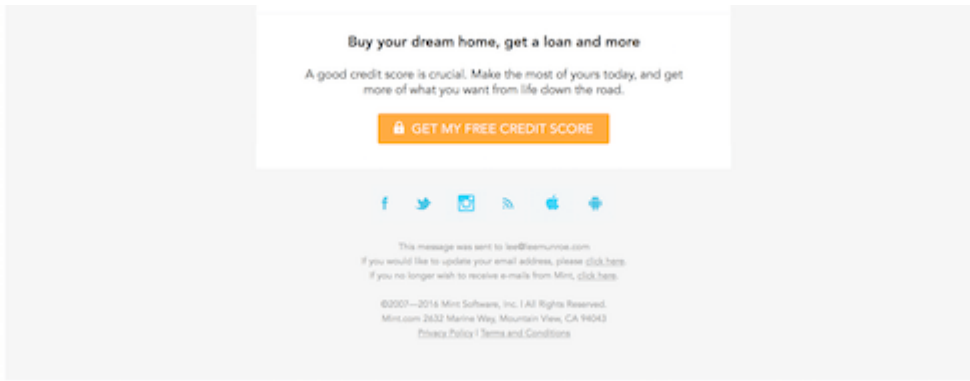 Buy your dream home, get a loan and more
A good credit score is crucial. Make the most of yours today, and get
more of what you want from life down the road.
GET MY FREE CREDIT SCORE
This message was sent to lee@leemunroe.com
If you would like to update your email address, please click here.
If you no longer wish to receive e-mails from Mint, click here.
©2007—2016 Mint Software, Inc. | All Rights Reserved.
Mint.com 2632 Marine Way, Mountain View, CA 94043
Privacy Policy | Terms and Conditions